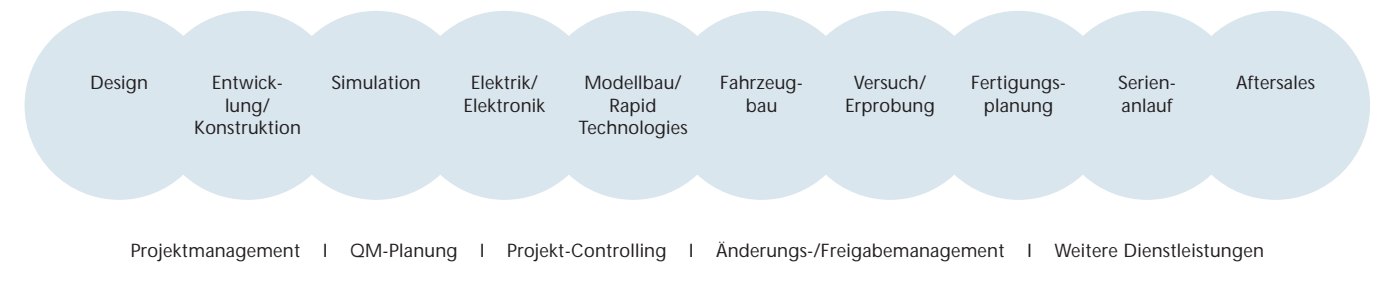 Design
Entwick-
lung/
Konstruktion
Simulation
Elektrik/
Elektronik
Modellbau/
Rapid
Technologies
Fahrzeug-
bau
Versuch/
Erprobung
Fertigungs-
planung
Serien-
anlauf
Aftersales
Projektmanagement I QM-Planung I Projekt-Controlling I Änderungs-/Freigabemanagement I Weitere Dienstleistungen